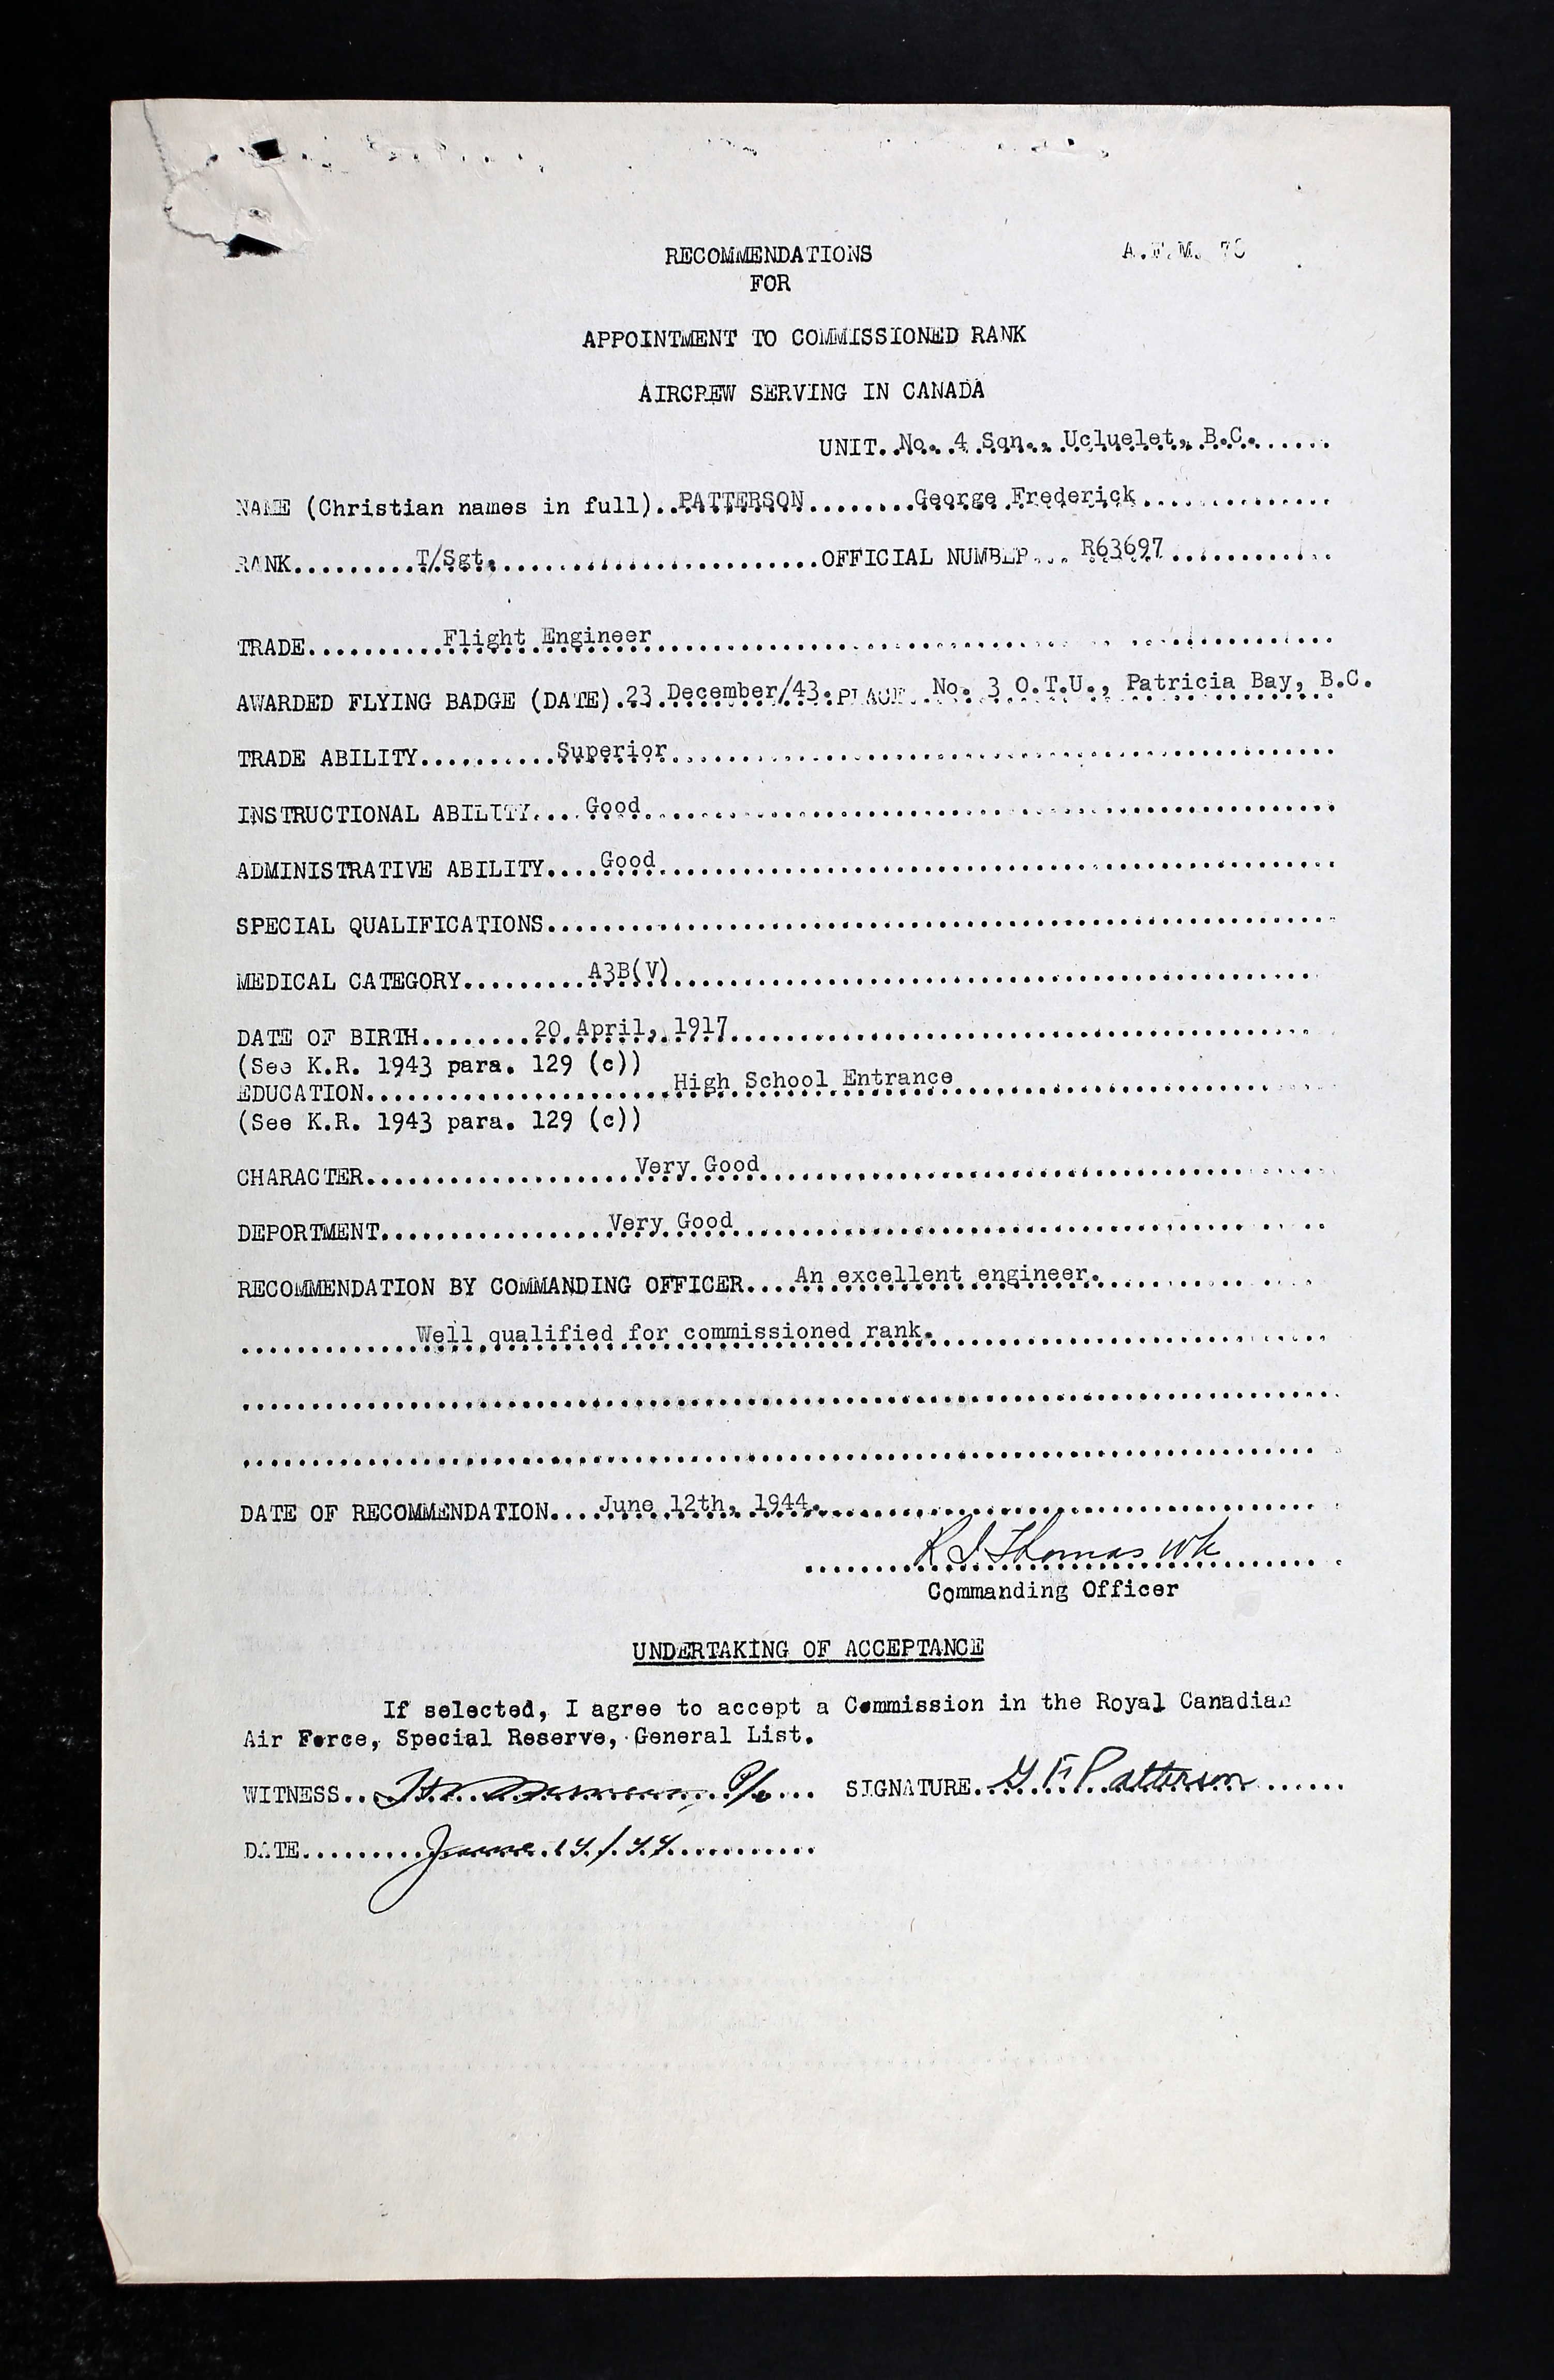 RECOMMENDATIONS
FOR
APPOINTMENT TO COMMISSIONED RANK
AIRCREW SERVING IN CANADA
UNIT..No. 4 Sqn., Ucluelet, B.C.......
NAME (Christian names in full)..PATTERSON........George Frederick..............
RANK.........T/Sgt........................OFFICIAL NUMBER... R63697............
TRADE..........Flight Engineer..................................
AWARDED FLYING BADGE (DATE).23 December/43.PLACE..No. 3 O.T.U., Patricia Bay, B.C.
TRADE ABILITY..........Superior..................................
INSTRUCTIONAL ABILITY....Good..................................
ADMINISTRATIVE ABILITY....Good..................................
SPECIAL QUALIFICATIONS..................................
MEDICAL CATEGORY.........A3B(V)..................................
DATE OF BIRTH........20 April, 1917..................................
(See K.R. 1943 para. 129 (c))
EDUCATION......................High School Entrance......................
(See K.R. 1943 para. 129 (c))
CHARACTER...................Very Good..................................
DEPORTMENT................Very Good..................................
RECOMMENDATION BY COMMANDING OFFICER....An excellent engineer...............
............Well qualified for commissioned rank............................
DATE OF RECOMMENDATION....June 12th, 1944...................................
........R J Thomas W/C.........
Commanding Officer
UNDERTAKING OF ACCEPTANCE
If selected, I agree to accept a Commission in the Royal Canadian
Air Force, Special Reserve, General List.
WITNESS.. SIGNATURE..G F Patterson......
DATE.........June 14/44..........